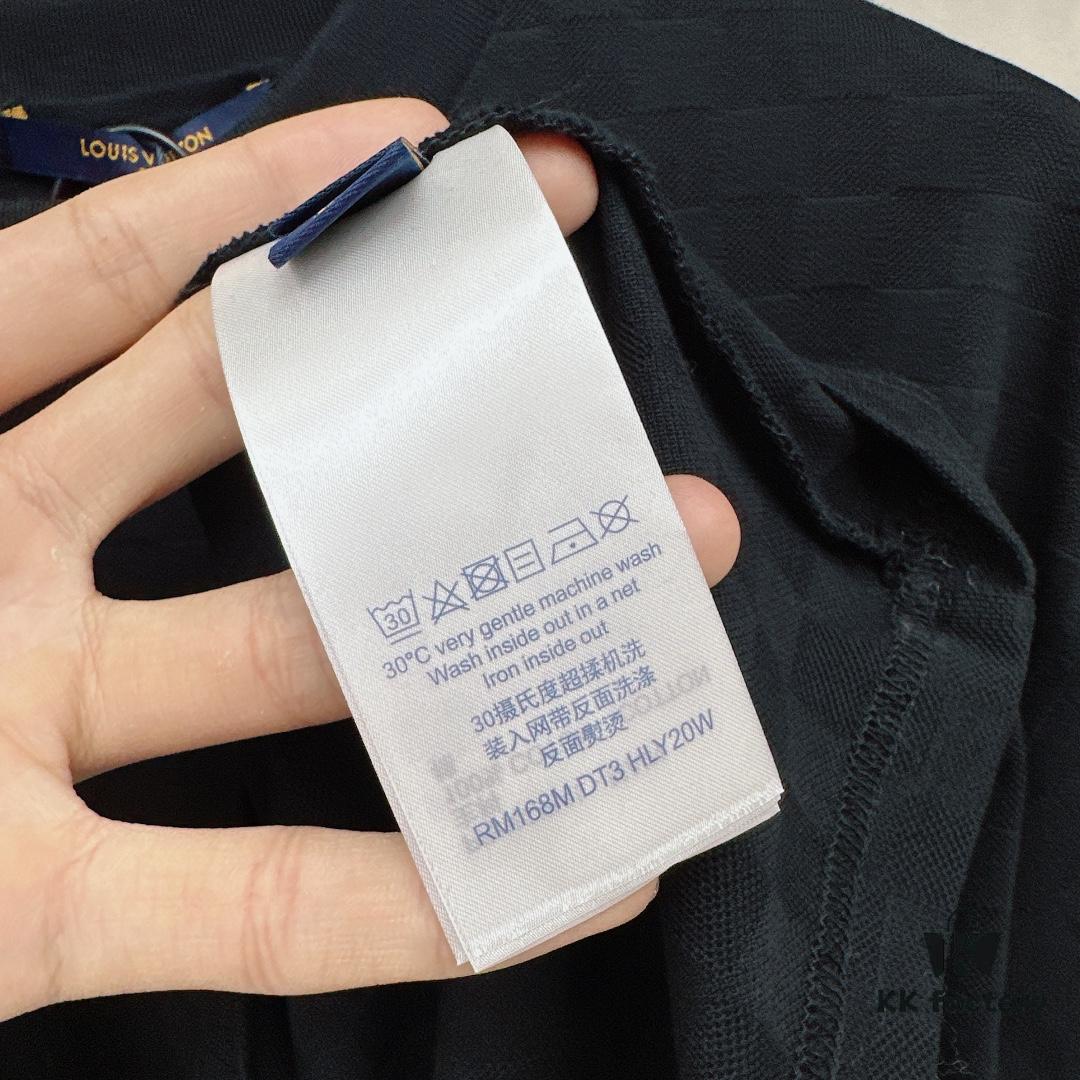 LOUIS VUITTON
30
30°C very gentle machine wash
Wash inside out in a net
Iron inside out
30摄氏度超揉机洗
装入网带反面洗涤
反面熨烫
RM168M DT3 HLY20W
KK Factory